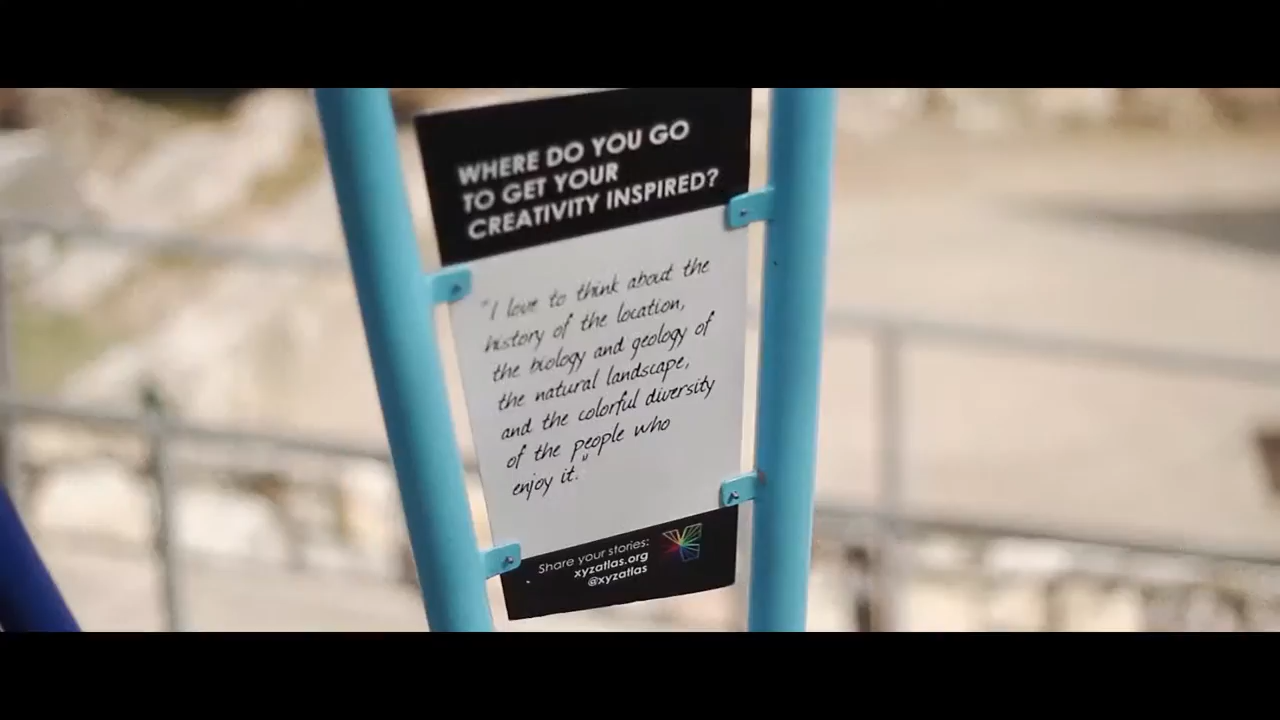 WHERE DO YOU GO
TO GET YOUR
CREATIVITY INSPIRED?
"I love to think about the
history of the location,
the biology and geology of
the natural landscape,
and the colorful diversity
of the people who
enjoy it."
Share your stories:
xyzatlas.org
@xyzatlas